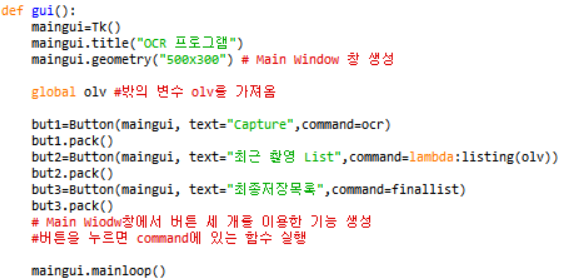 def gui():
    maingui=Tk()
    maingui.title("OCR 프로그램")
    maingui.geometry("500x300") # Main Window 창 생성
    global olv #밖의 변수 olv를 가져옴
    but1=Button(maingui, text="Capture",command=ocr)
    but1.pack()
    but2=Button(maingui, text="최근 촬영 List",command=lambda:listing(olv))
    but2.pack()
    but3=Button(maingui, text="최종저장목록",command=finallist)
    but3.pack()
    # Main Wiodw창에서 버튼 세 개를 이용한 기능 생성
    #버튼을 누르면 command에 있는 함수 실행
    maingui.mainloop()